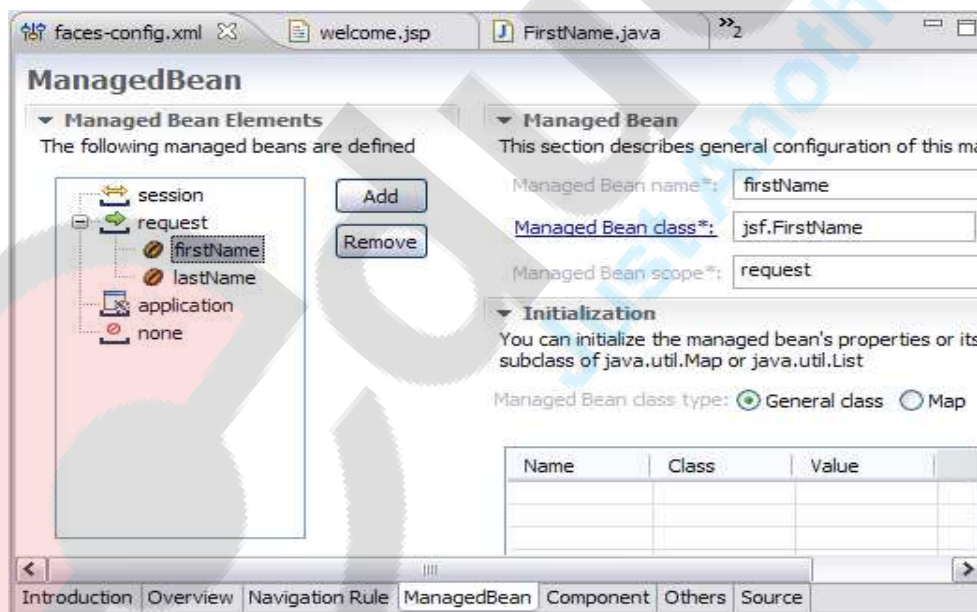 faces-config.xml
welcome.jsp
FirstName.java
»2
ManagedBean
Managed Bean Elements
The following managed beans are defined
session
request
firstName
lastName
application
none
Add
Remove
Managed Bean
This section describes general configuration of this ma
Managed Bean name*: firstName
Managed Bean class*: jsf.FirstName
Managed Bean scope*: request
Initialization
You can initialize the managed bean's properties or its
subclass of java.util.Map or java.util.List
Managed Bean class type: General class Map
Name Class Value
Introduction Overview Navigation Rule ManagedBean Component Others Source
Just Anoth